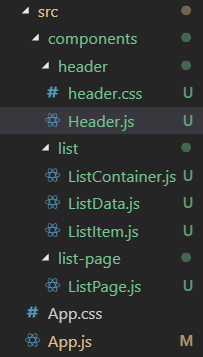 src
components
header
# header.css U
Header.js U
list
ListContainer.js U
ListData.js U
ListItem.js U
list-page
ListPage.js U
# App.css
App.js M